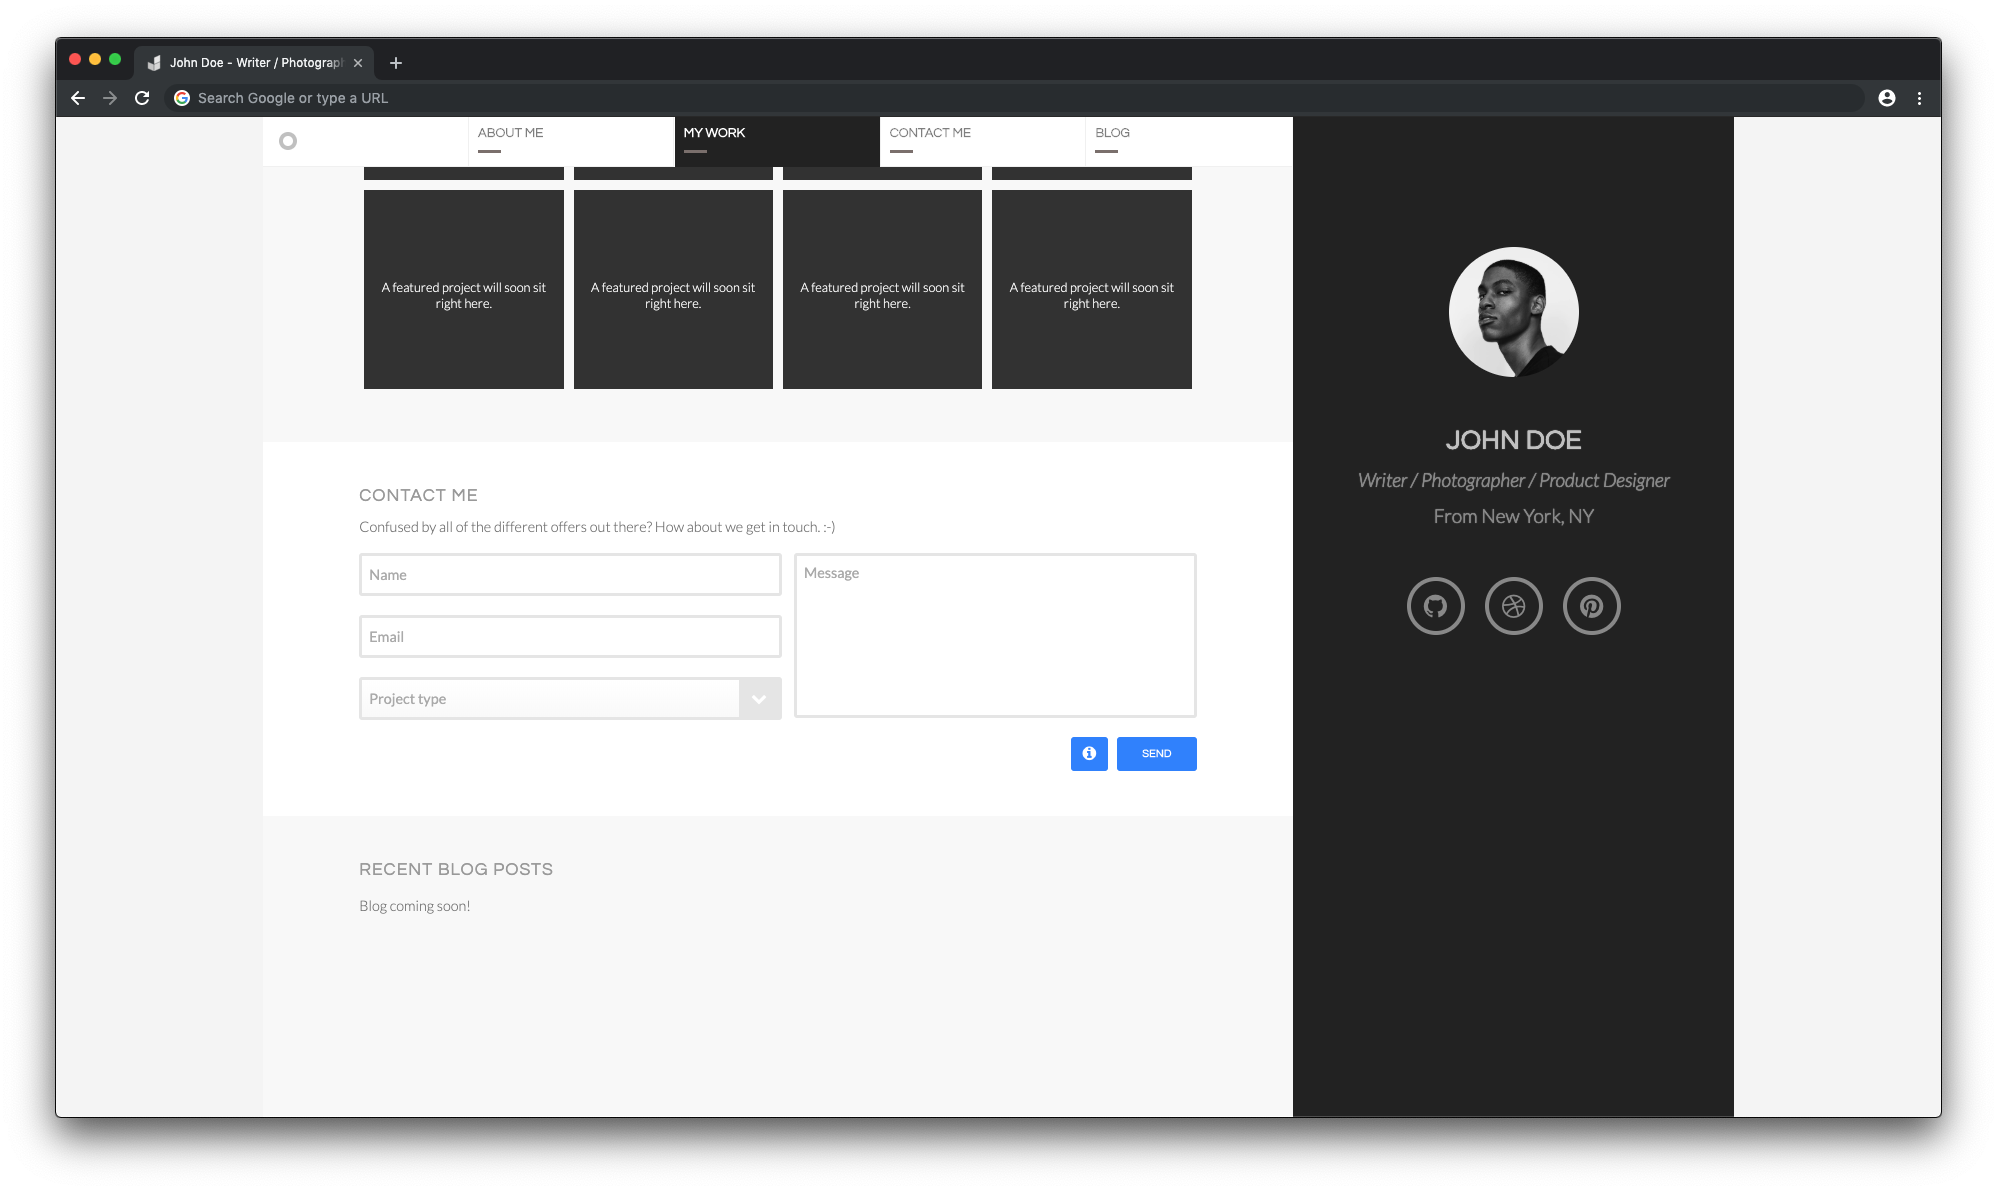 John Doe - Writer / Photograph
Search Google or type a URL
ABOUT ME
MY WORK
CONTACT ME
BLOG
A featured project will soon sit
right here.
A featured project will soon sit
right here.
A featured project will soon sit
right here.
A featured project will soon sit
right here.
CONTACT ME
Confused by all of the different offers out there? How about we get in touch. :-)
Name
Email
Project type
Message
SEND
RECENT BLOG POSTS
Blog coming soon!
JOHN DOE
Writer / Photographer / Product Designer
From New York, NY